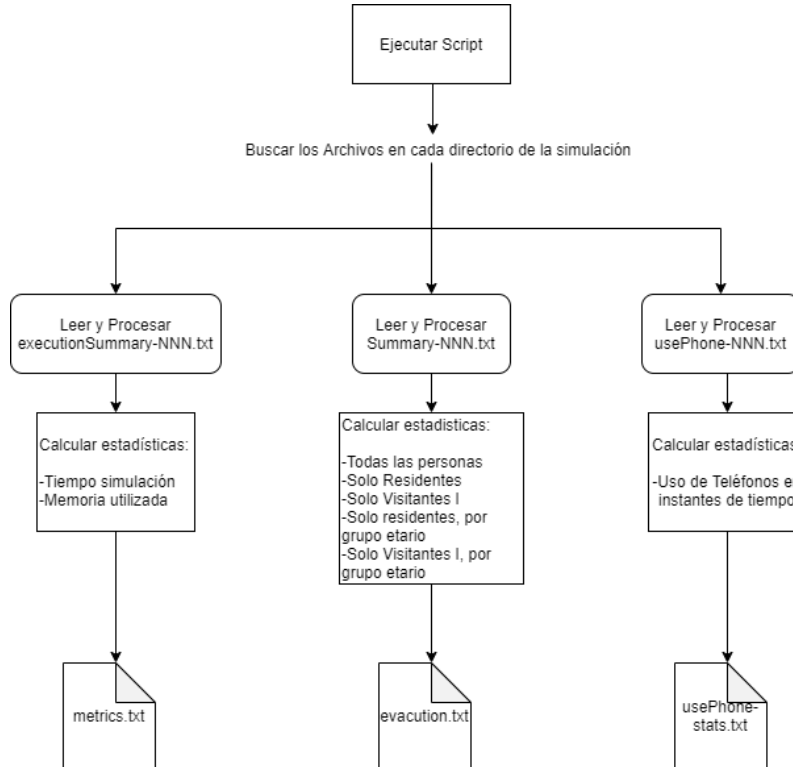 Ejecutar Script
Buscar los Archivos en cada directorio de la simulación
Leer y Procesar
executionSummary-NNN.txt
Leer y Procesar
Summary-NNN.txt
Leer y Procesar
usePhone-NNN.txt
Calcular estadísticas:
-Tiempo simulación
-Memoria utilizada
Calcular estadisticas:
-Todas las personas
-Solo Residentes
-Solo Visitantes I
-Solo residentes, por
grupo etario
-Solo Visitantes I, por
grupo etario
Calcular estadísticas
-Uso de Teléfonos e
instantes de tiempo
metrics.txt
evacution.txt
usePhone-
stats.txt